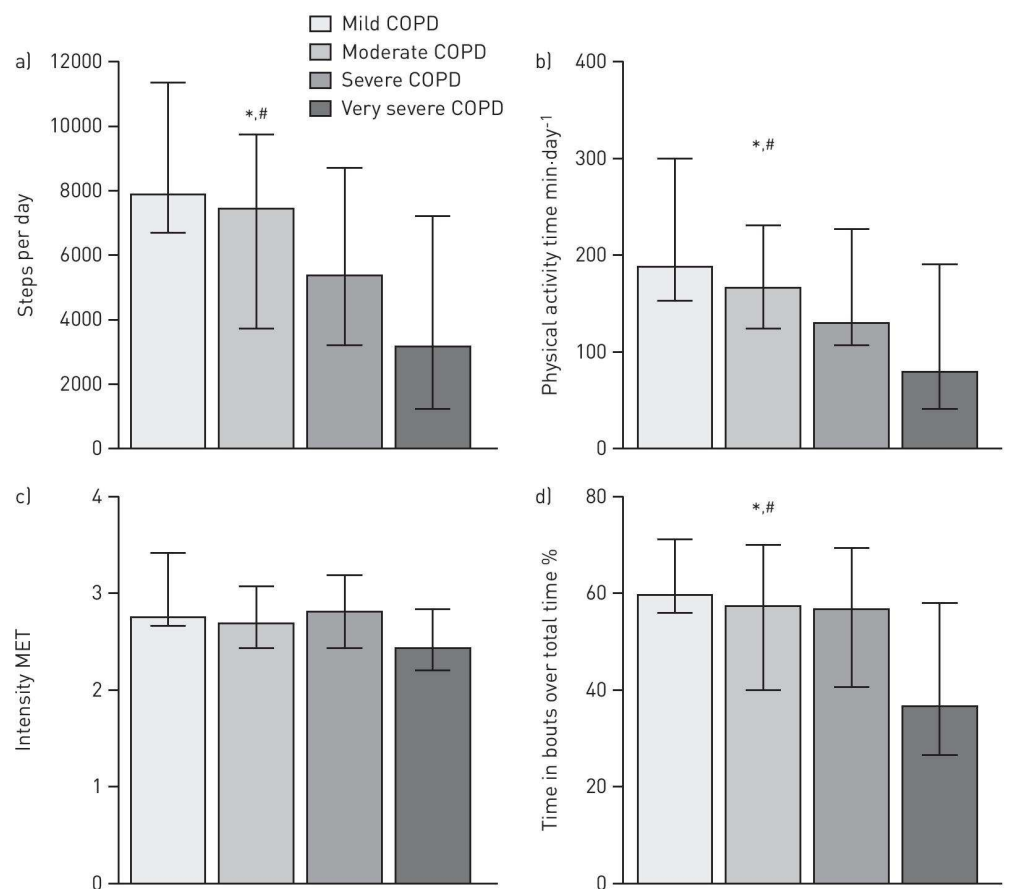 Mild COPD
Moderate COPD
Severe COPD
Very severe COPD
a)
12000
10000
8000
6000
4000
2000
0
Steps per day
*,#
b)
400
300
200
100
0
Physical activity time min·day-1
*,#
c)
4
3
2
1
0
Intensity MET
d)
80
60
40
20
0
Time in bouts over total time %
*,#